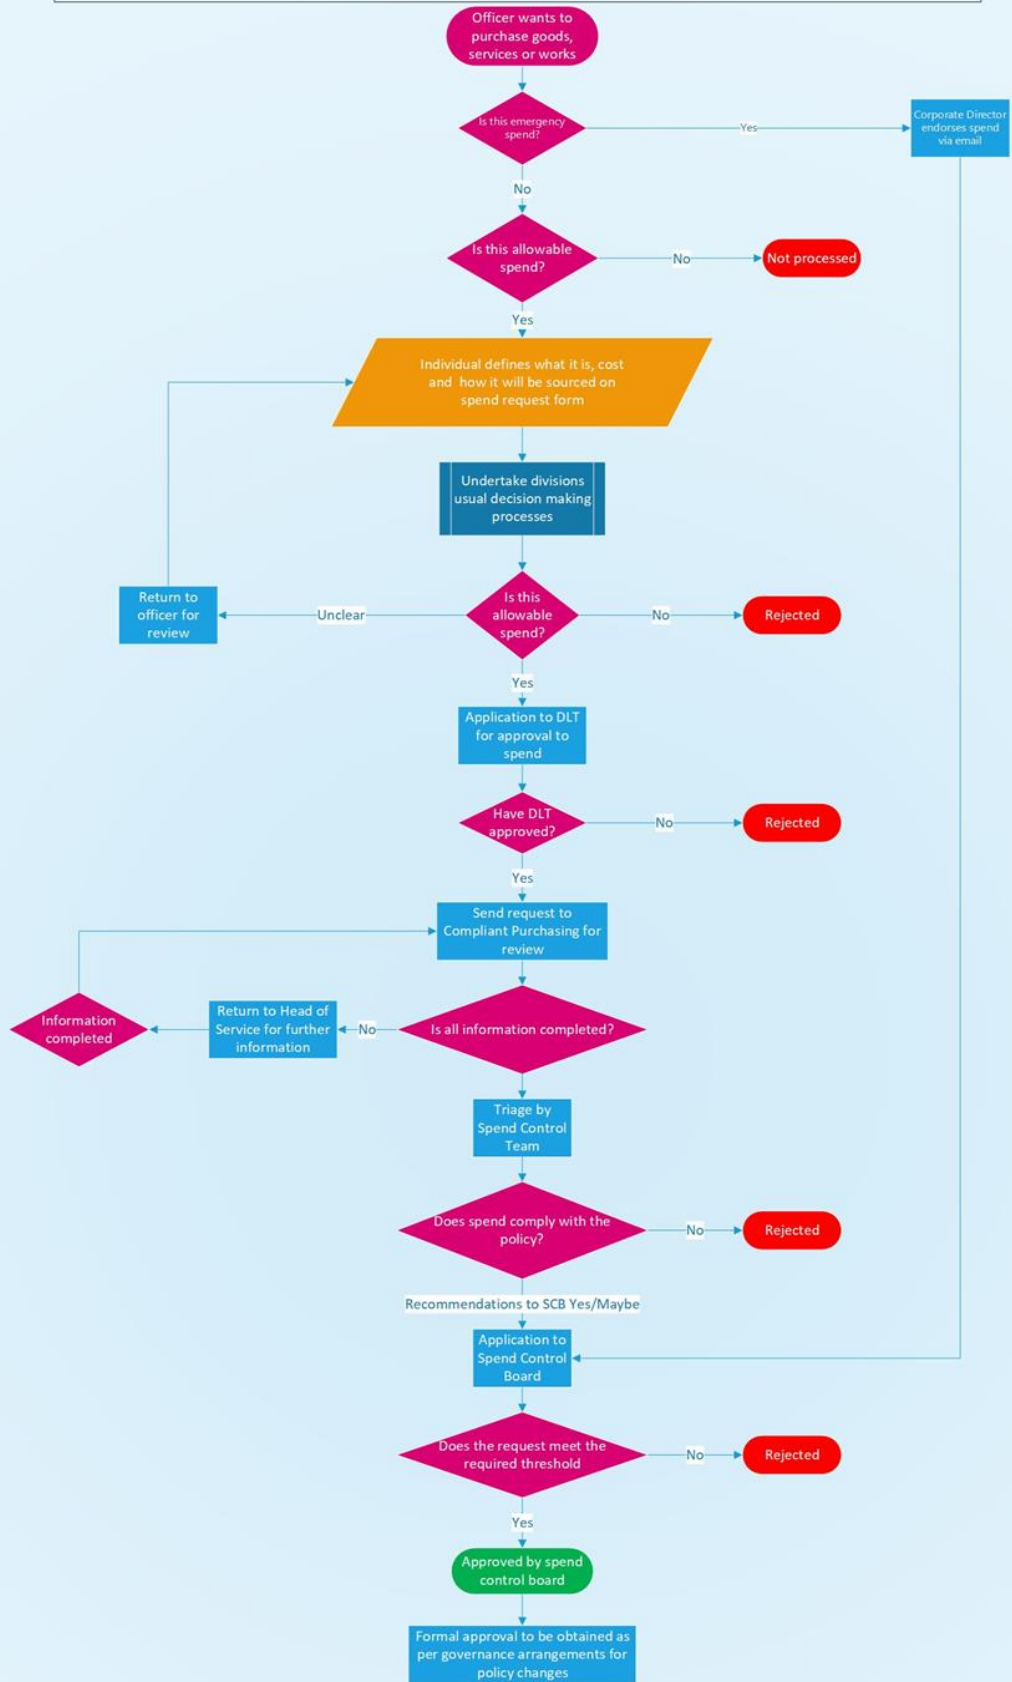 Officer wants to
purchase goods,
services or works
Is this emergency
spend?
Yes
Corporate Director
endorses spend
via email
No
Is this allowable
spend?
No
Not processed
Yes
Individual defines what it is, cost
and how it will be sourced on
spend request form
Undertake divisions
usual decision making
processes
Return to
officer for
review
Unclear
Is this
allowable
spend?
No
Rejected
Yes
Application to DLT
for approval to
spend
Have DLT
approved?
No
Rejected
Yes
Send request to
Compliant Purchasing for
review
Information
completed
Return to Head of
Service for further
information
No
Is all information completed?
Triage by
Spend Control
Team
Does spend comply with the
policy?
No
Rejected
Recommendations to SCB Yes/Maybe
Application to
Spend Control
Board
Does the request meet the
required threshold
No
Rejected
Yes
Approved by spend
control board
Formal approval to be obtained as
per governance arrangements for
policy changes